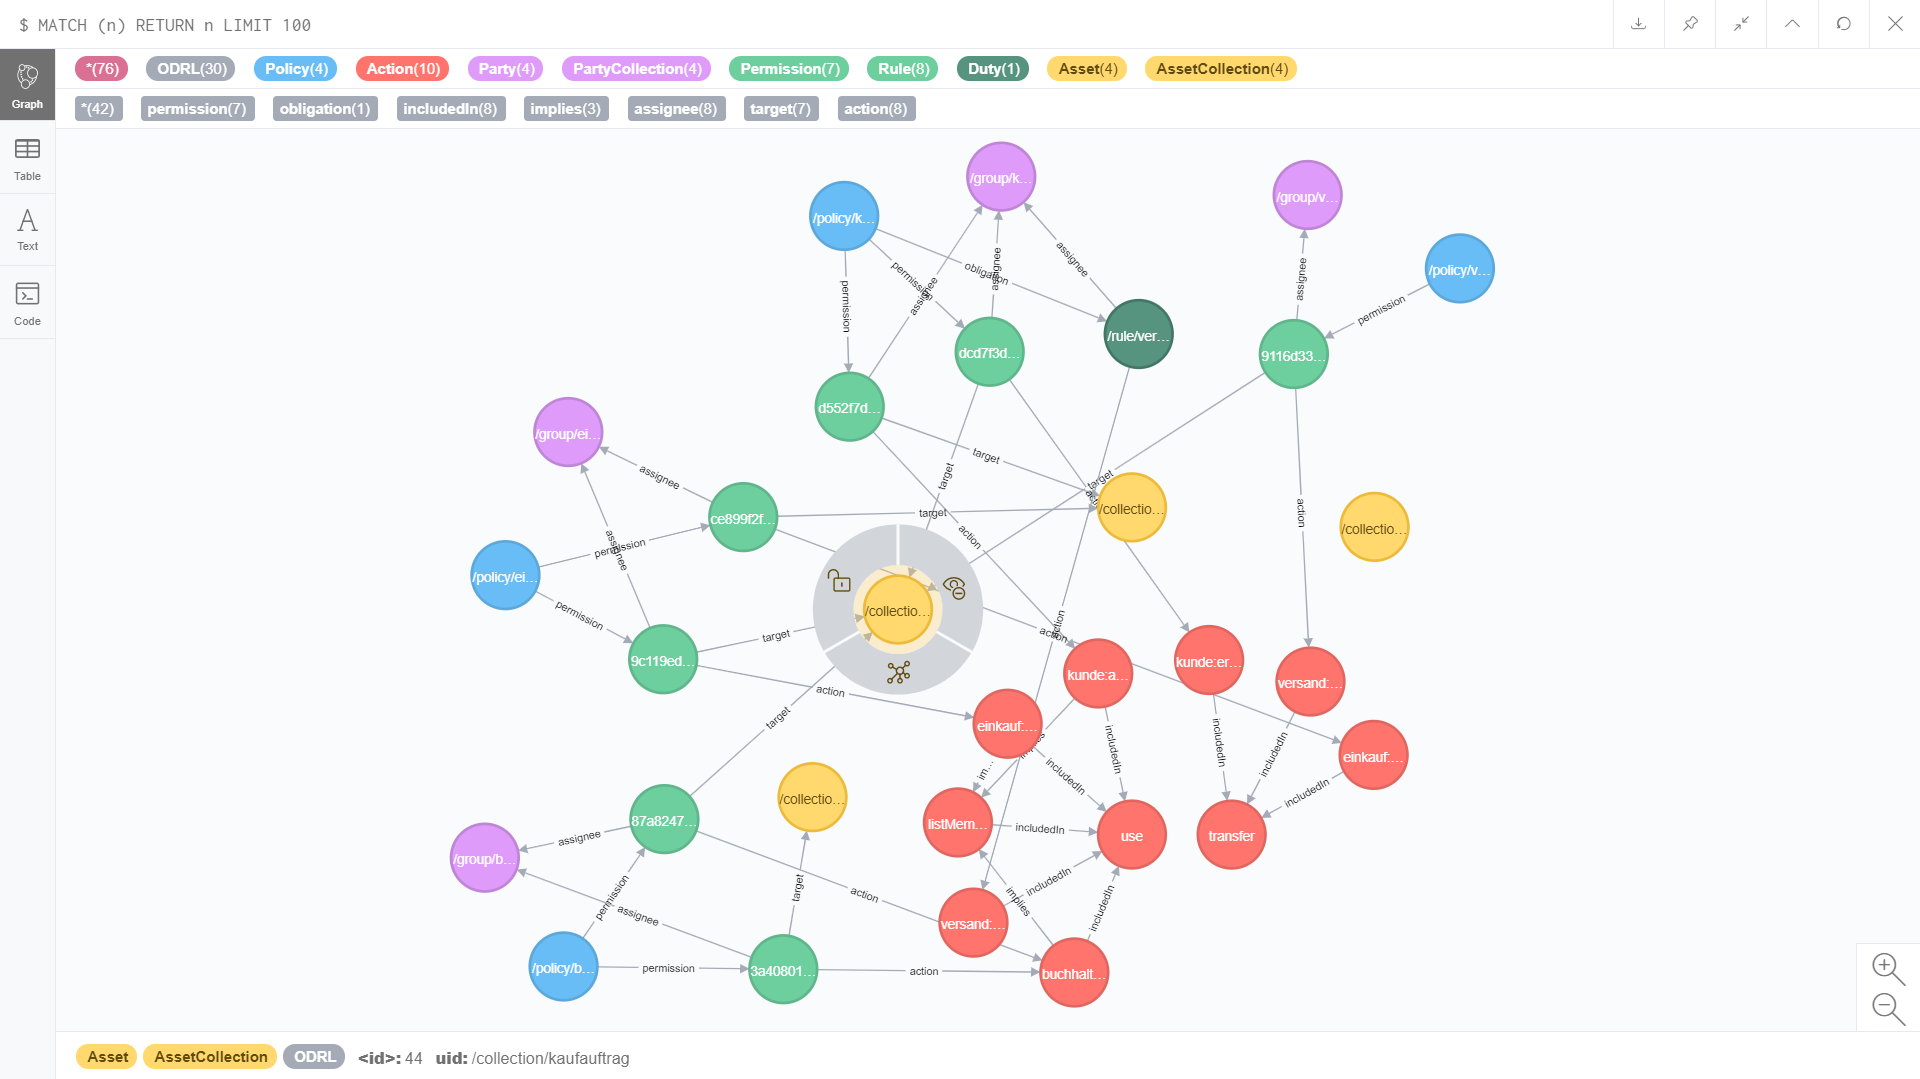 $ MATCH (n) RETURN n LIMIT 100
*(76) ODRL(30) Policy(4) Action(10) Party(4) PartyCollection(4) Permission(7) Rule(8) Duty(1) Asset(4) AssetCollection(4)
*(42) permission(7) obligation(1) includedIn(8) implies(3) assignee(8) target(7) action(8)
Graph
Table
Text
Code
/group/k...
/group/v...
/policy/k...
/policy/v...
assignee
obligation
permission
assignee
assignee
permission
assignee
permission
/rule/ver...
dcd7f3d...
9116d33...
d552f7d...
/group/ei...
target
assignee
target
target
/collectio...
action
/collectio...
ce899f2f...
target
action
permission
assignee
/policy/ei...
permission
/collectio...
target
action
action
9c119ed...
kunde:a...
kunde:er...
versand:...
action
target
einkauf:...
includedIn
includedIn
includedIn
einkauf:...
im...
includedIn
includedIn
/collectio...
87a8247...
listMem...
includedIn
use
transfer
assignee
/group/b...
permission
assignee
target
action
includedIn
implies
includedIn
versand:...
/policy/b...
permission
3a40801...
action
buchhalt...
Asset AssetCollection ODRL <id>: 44 uid: /collection/kaufauftrag